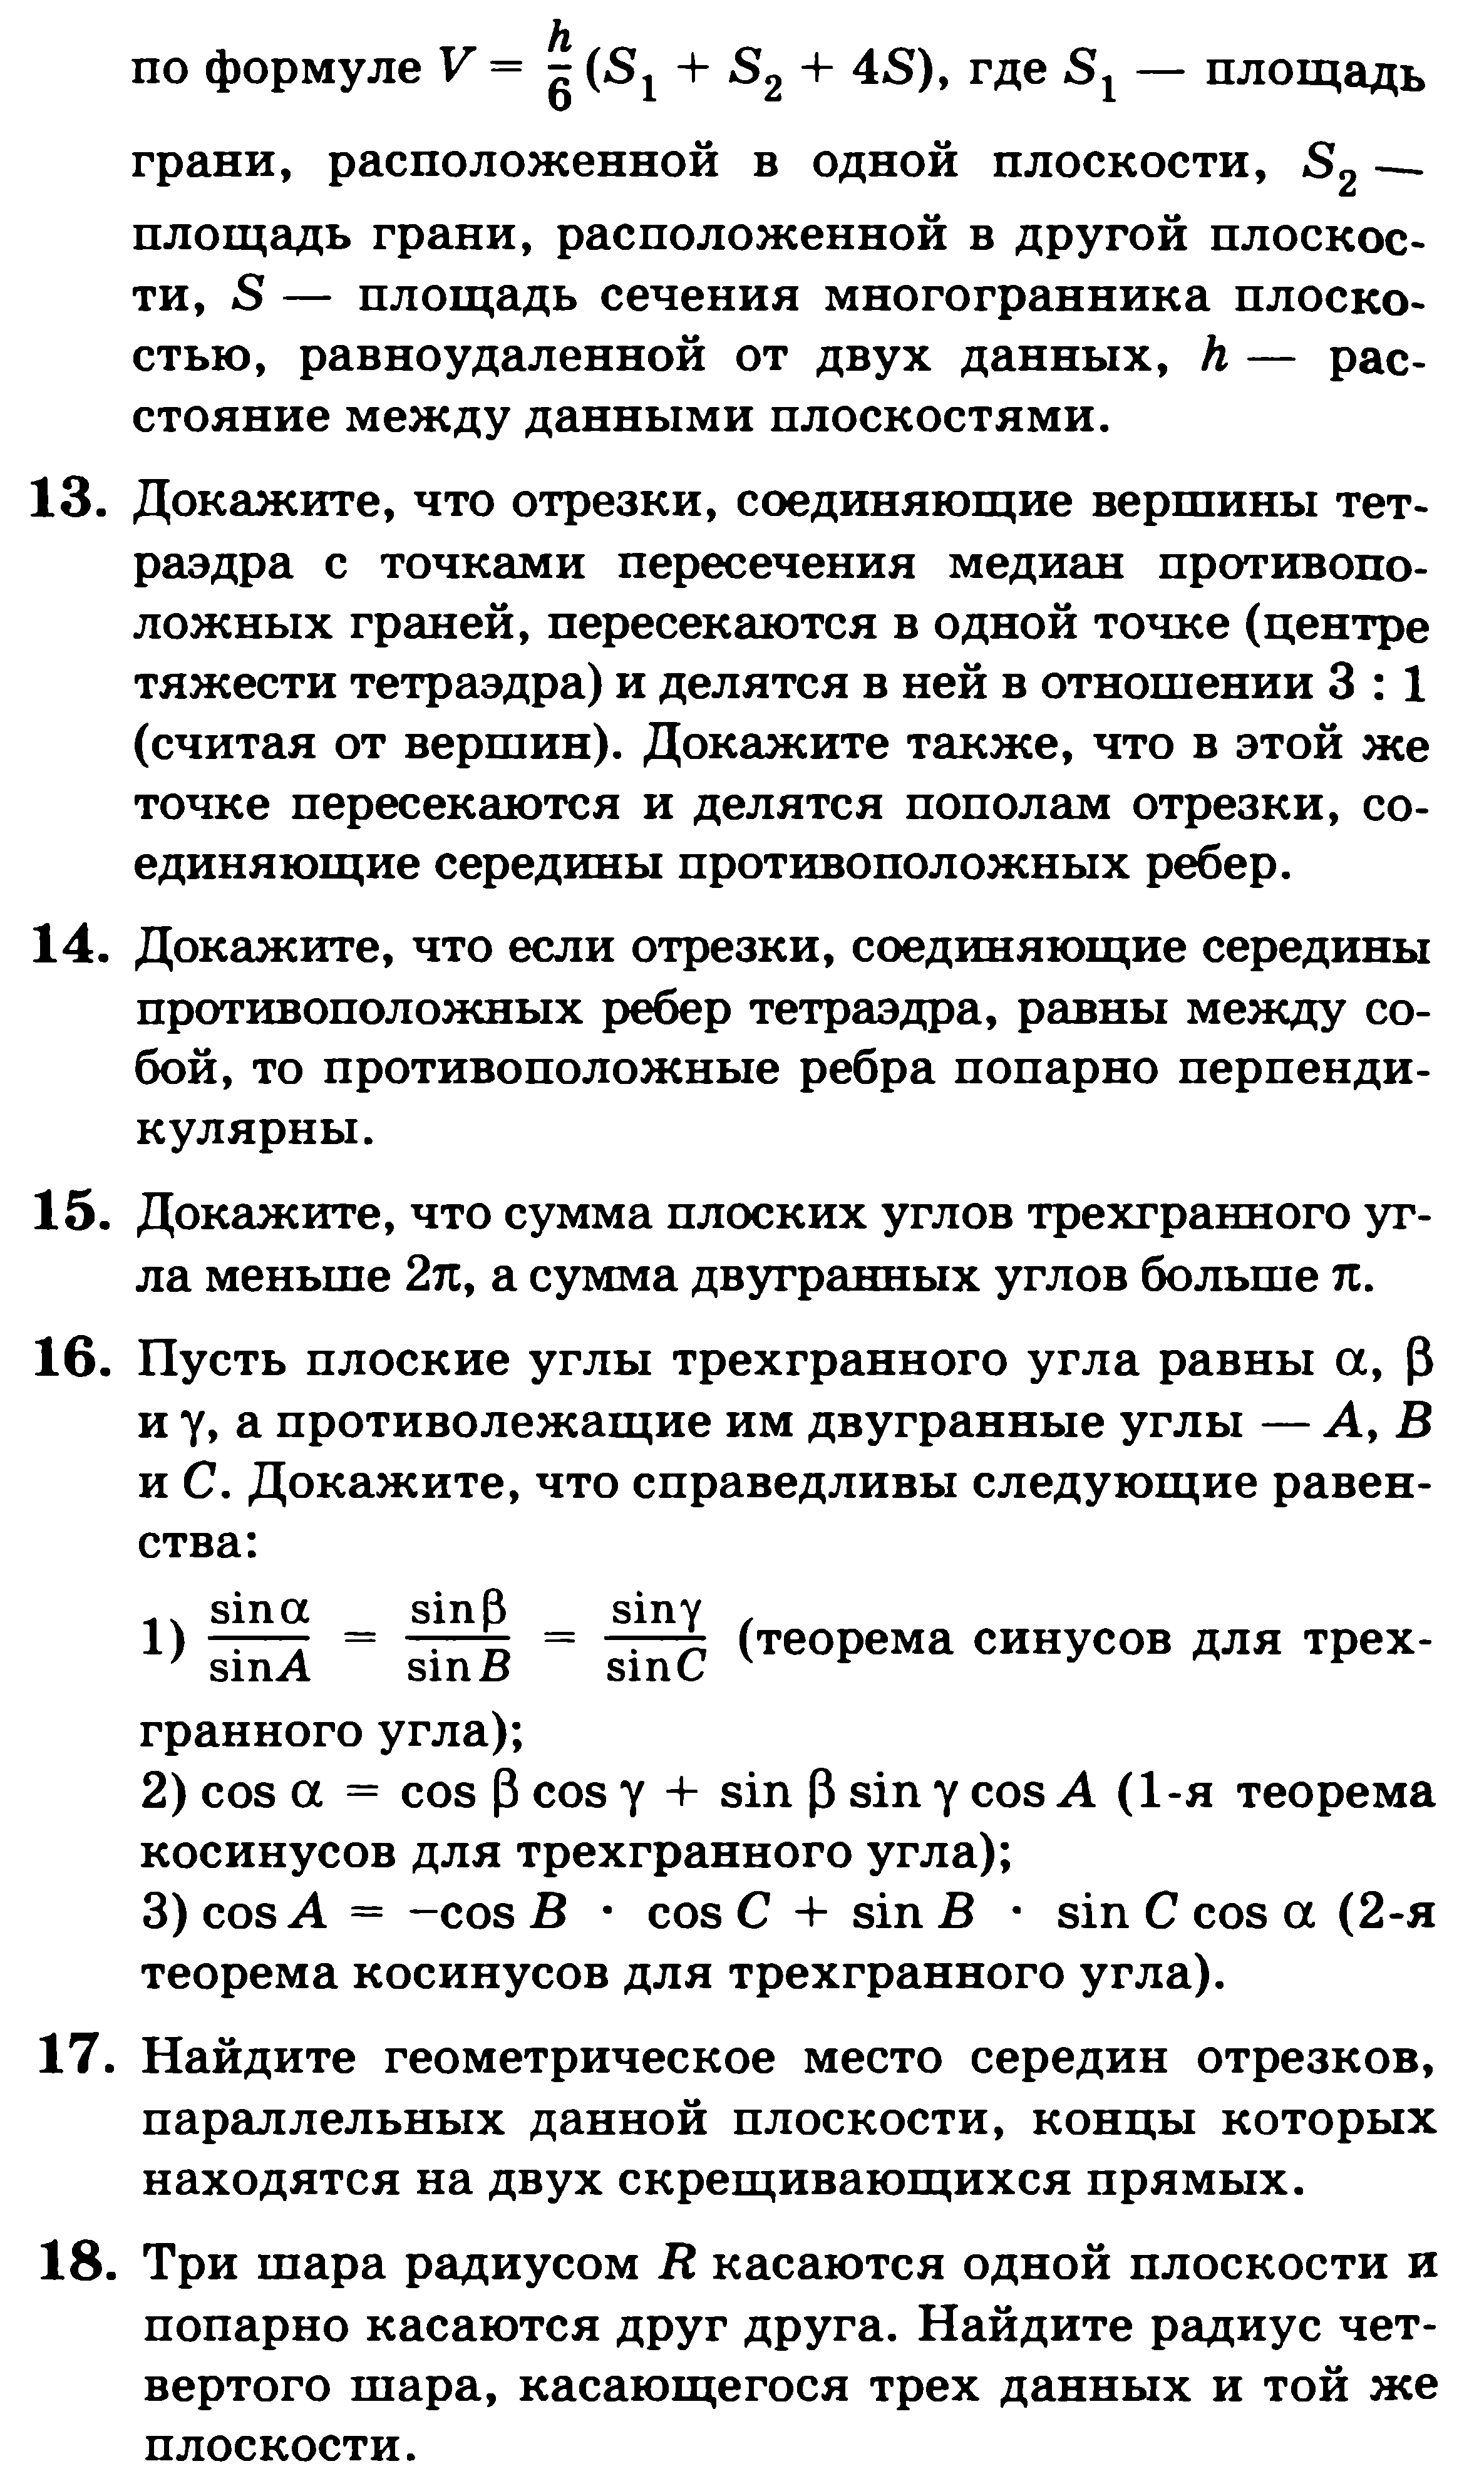 по формуле V = h/6 (S₁ + S₂ + 4S), где S₁ — площадь
грани, расположенной в одной плоскости, S₂ —
площадь грани, расположенной в другой плоскос-
ти, S — площадь сечения многогранника плоско-
стью, равноудаленной от двух данных, h — рас-
стояние между данными плоскостями.
13. Докажите, что отрезки, соединяющие вершины тет-
раэдра с точками пересечения медиан противопо-
ложных граней, пересекаются в одной точке (центре
тяжести тетраэдра) и делятся в ней в отношении 3 : 1
(считая от вершин). Докажите также, что в этой же
точке пересекаются и делятся пополам отрезки, со-
единяющие середины противоположных ребер.
14. Докажите, что если отрезки, соединяющие середины
противоположных ребер тетраэдра, равны между со-
бой, то противоположные ребра попарно перпенди-
кулярны.
15. Докажите, что сумма плоских углов трехгранного уг-
ла меньше 2π, а сумма двугранных углов больше π.
16. Пусть плоские углы трехгранного угла равны α, β
и γ, а противолежащие им двугранные углы — A, B
и C. Докажите, что справедливы следующие равен-
ства:
1) sinα/sinA = sinβ/sinB = sinγ/sinC (теорема синусов для трех-
гранного угла);
2) cos α = cos β cos γ + sin β sin γ cos A (1-я теорема
косинусов для трехгранного угла);
3) cos A = –cos B · cos C + sin B · sin C cos α (2-я
теорема косинусов для трехгранного угла).
17. Найдите геометрическое место середин отрезков,
параллельных данной плоскости, концы которых
находятся на двух скрещивающихся прямых.
18. Три шара радиусом R касаются одной плоскости и
попарно касаются друг друга. Найдите радиус чет-
вертого шара, касающегося трех данных и той же
плоскости.